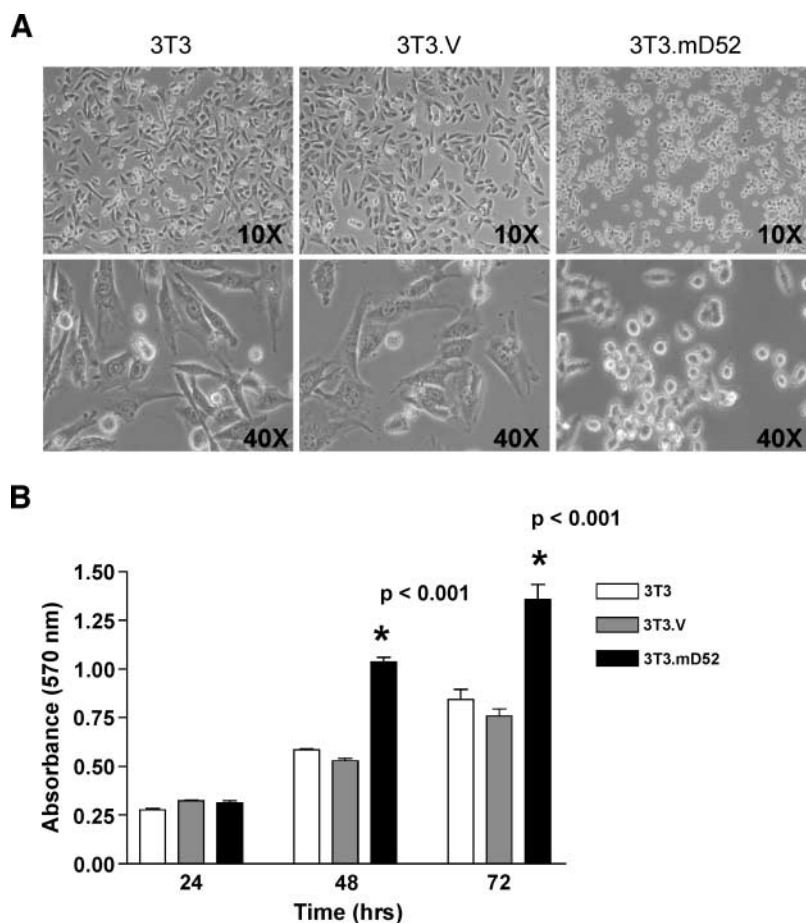 A
3T3 3T3.V 3T3.mD52
10X 10X 10X
40X 40X 40X
B
p < 0.001
p < 0.001
*
*
1.50
1.25
1.00
0.75
0.50
0.25
0.00
Absorbance (570 nm)
3T3
3T3.V
3T3.mD52
24 48 72
Time (hrs)